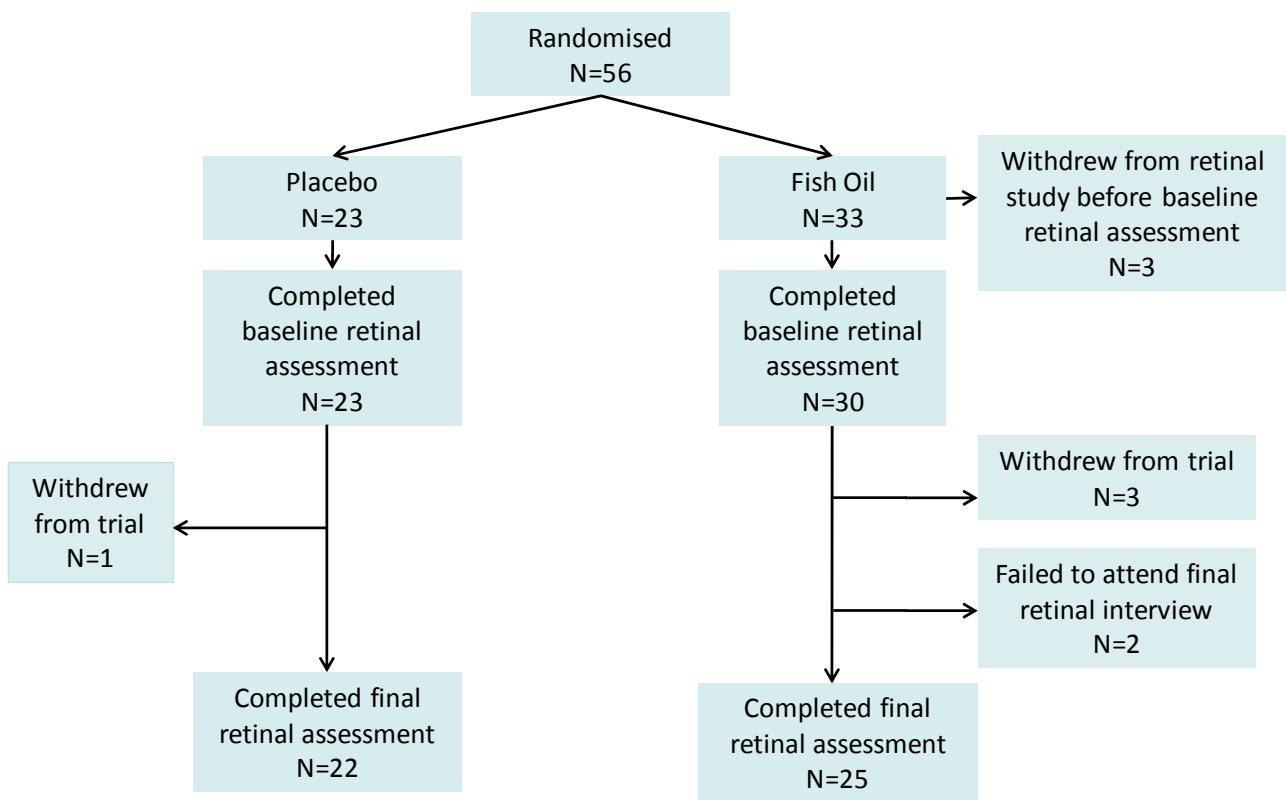 Randomised
N=56
Placebo
N=23
Fish Oil
N=33
Withdrew from retinal
study before baseline
retinal assessment
N=3
Completed
baseline retinal
assessment
N=23
Completed
baseline retinal
assessment
N=30
Withdrew
from trial
N=1
Withdrew from trial
N=3
Failed to attend final
retinal interview
N=2
Completed final
retinal assessment
N=22
Completed final
retinal assessment
N=25